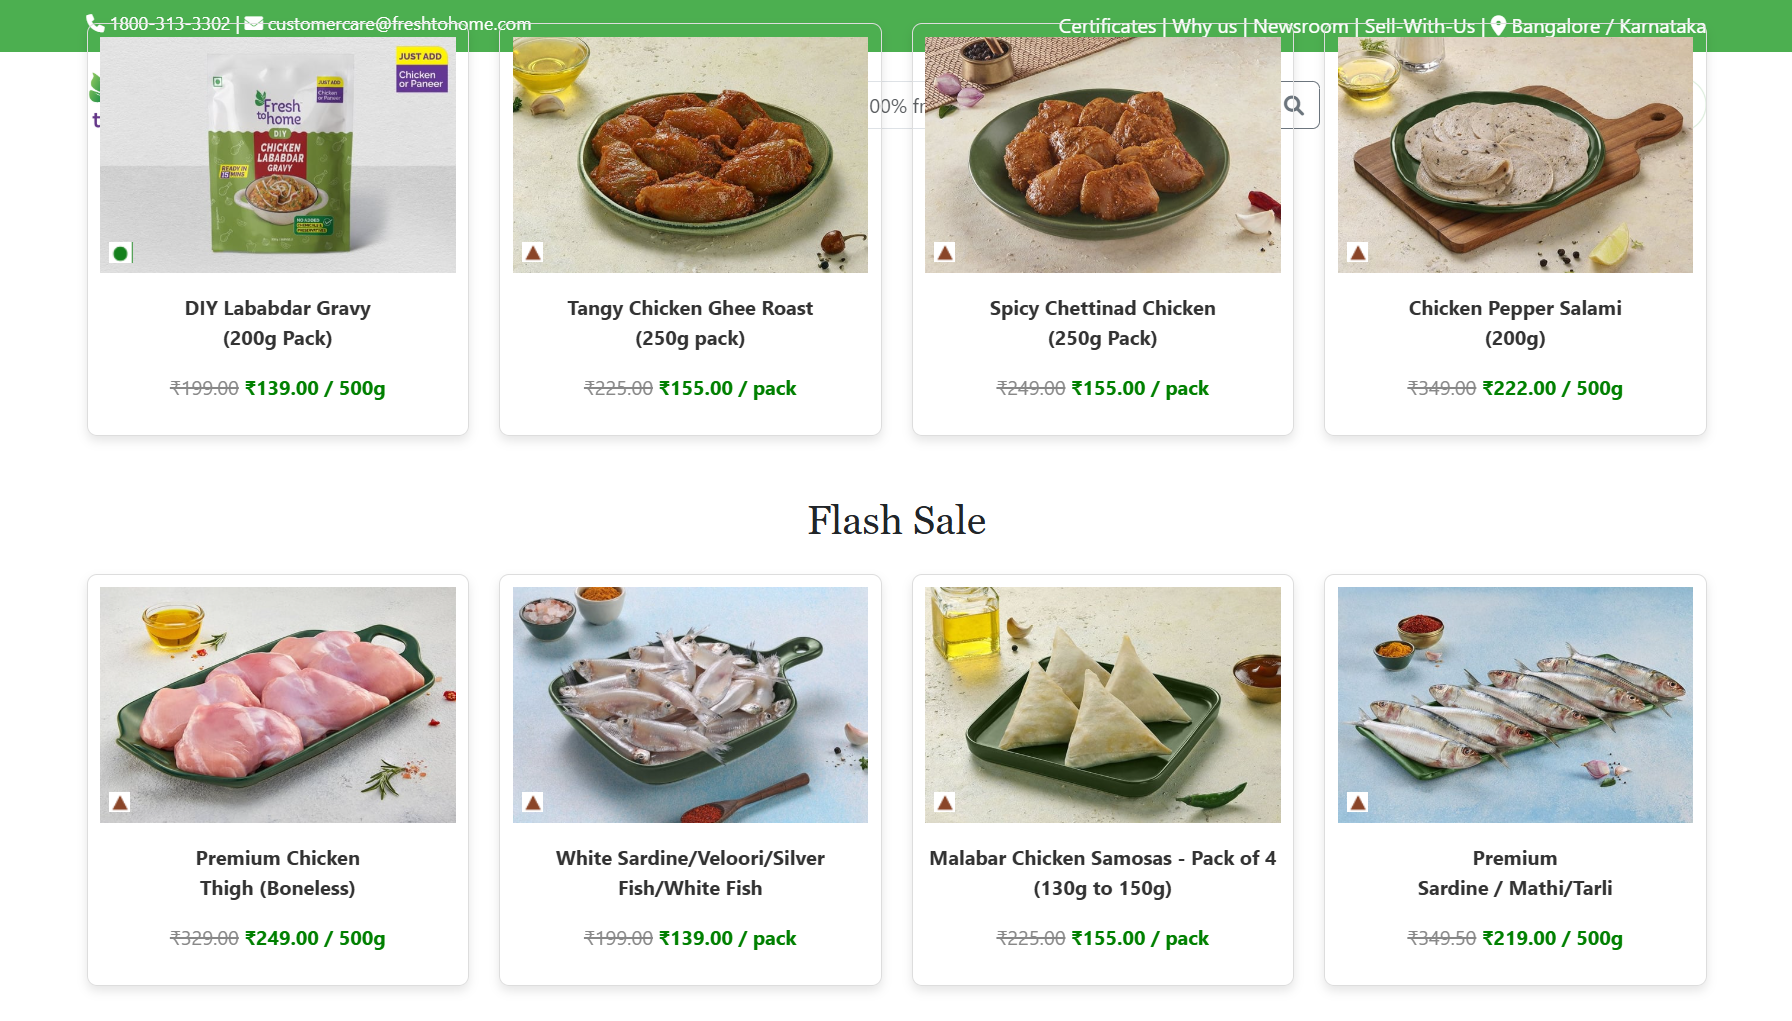 1800-313-3302 | customercare@freshtohome.com
Certificates | Why us | Newsroom | Sell-With-Us | Bangalore / Karnataka
JUST ADD
Chicken
or Paneer
JUST ADD
Chicken
or Paneer
Fresh
to home
DIY
CHICKEN
LABABDAR
GRAVY
READY IN
15 MINS
NO ADDED
t
00% fr
DIY Lababdar Gravy
(200g Pack)
₹199.00 ₹139.00 / 500g
Tangy Chicken Ghee Roast
(250g pack)
₹225.00 ₹155.00 / pack
Spicy Chettinad Chicken
(250g Pack)
₹249.00 ₹155.00 / pack
Chicken Pepper Salami
(200g)
₹349.00 ₹222.00 / 500g
Flash Sale
Premium Chicken
Thigh (Boneless)
₹329.00 ₹249.00 / 500g
White Sardine/Veloori/Silver
Fish/White Fish
₹199.00 ₹139.00 / pack
Malabar Chicken Samosas - Pack of 4
(130g to 150g)
₹225.00 ₹155.00 / pack
Premium
Sardine / Mathi/Tarli
₹349.50 ₹219.00 / 500g